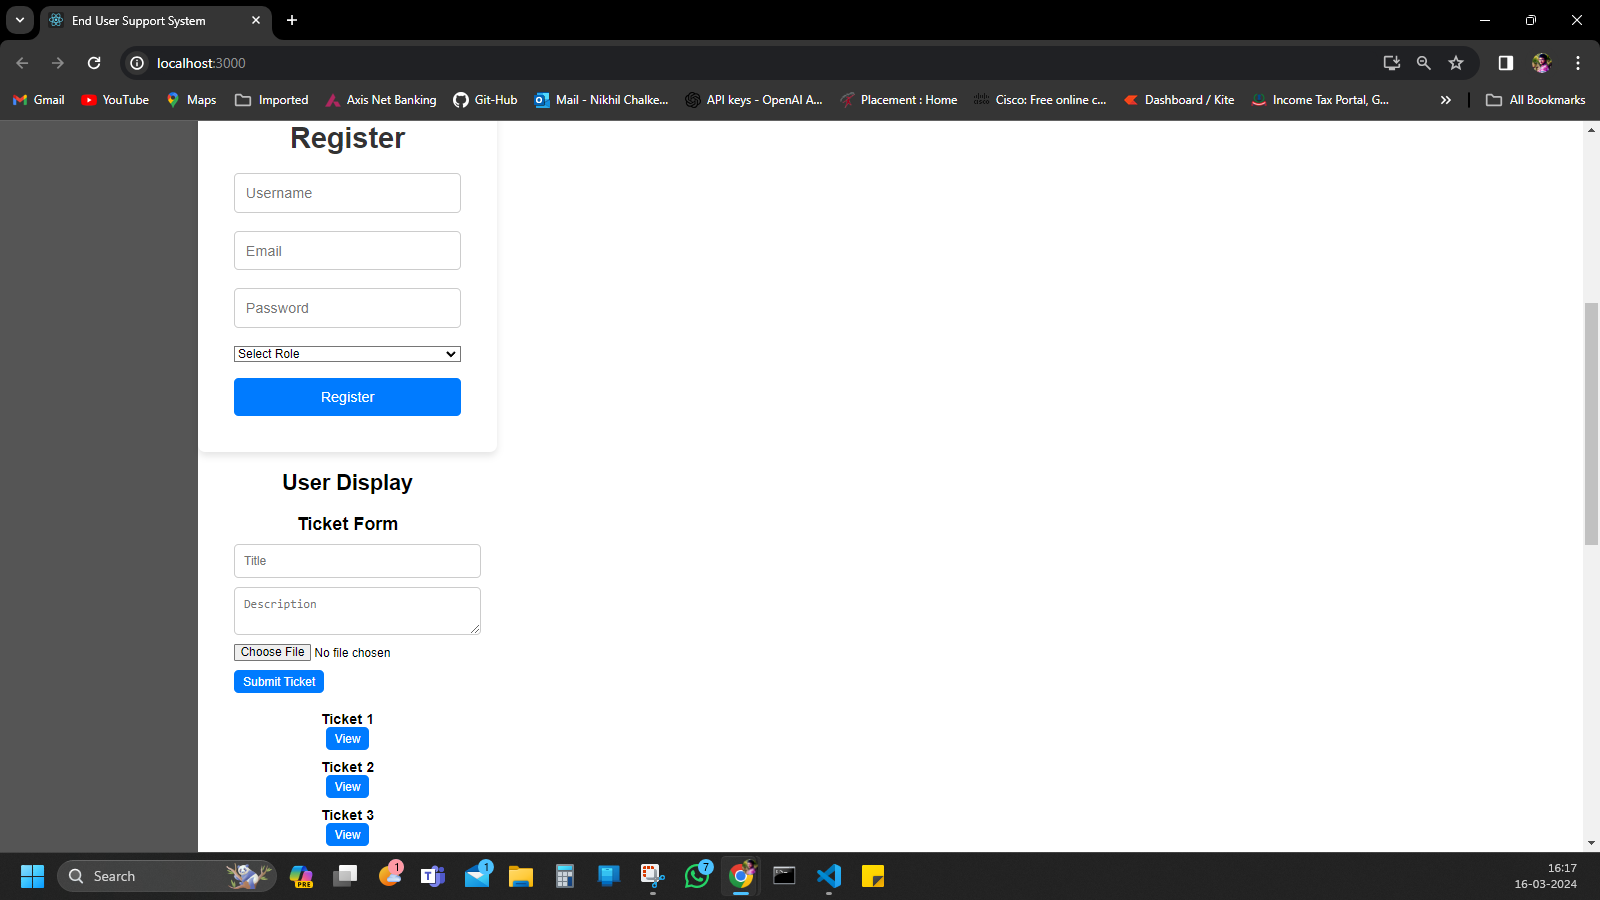 End User Support System
localhost:3000
Gmail
YouTube
Maps
Imported
Axis Net Banking
Git-Hub
Mail - Nikhil Chalke...
API keys - OpenAI A...
Placement : Home
Cisco: Free online c...
Dashboard / Kite
Income Tax Portal, G...
All Bookmarks
Register
Username
Email
Password
Select Role
Register
User Display
Ticket Form
Title
Description
Choose File No file chosen
Submit Ticket
Ticket 1
View
Ticket 2
View
Ticket 3
View
Search
PRE
1
1
7
16:17
16-03-2024